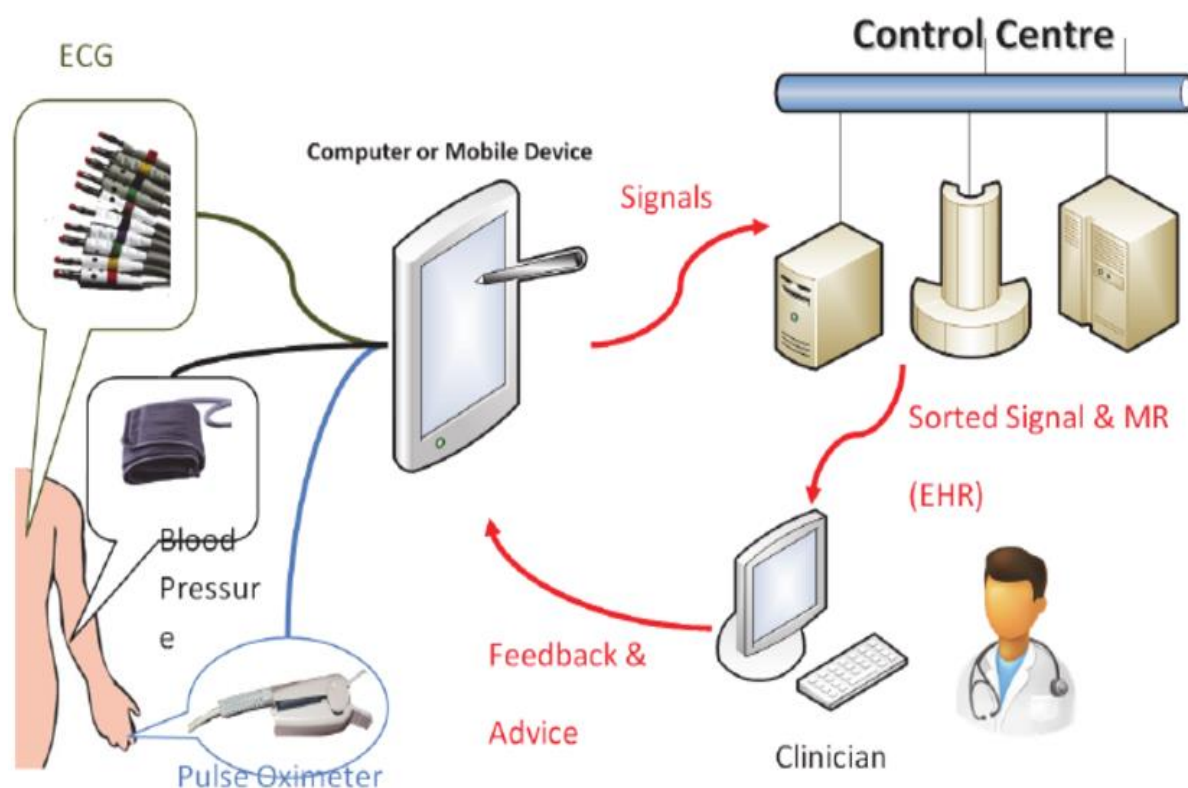 ECG
Control Centre
Computer or Mobile Device
Signals
Sorted Signal & MR
(EHR)
Blood
Pressur
e
Feedback &
Advice
Clinician
Pulse Oximeter